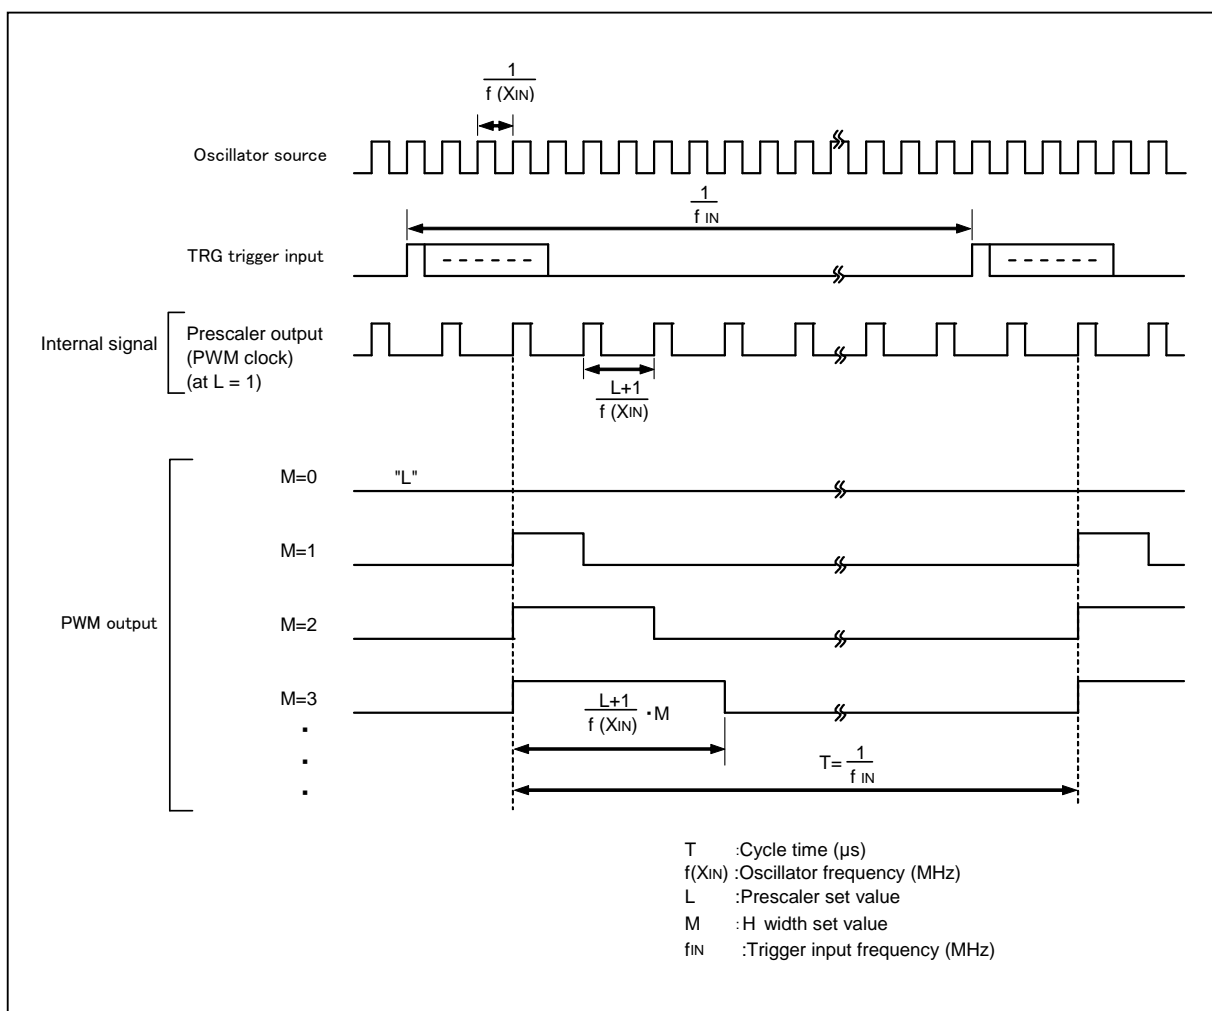 1
f (XIN)
Oscillator source
1
f IN
TRG trigger input
Internal signal
Prescaler output
(PWM clock)
(at L = 1)
L+1
f (XIN)
M=0
"L"
M=1
PWM output
M=2
M=3
L+1
f (XIN)
・M
T=
1
f IN
T :Cycle time (µs)
f(XIN) :Oscillator frequency (MHz)
L :Prescaler set value
M :H width set value
fIN :Trigger input frequency (MHz)